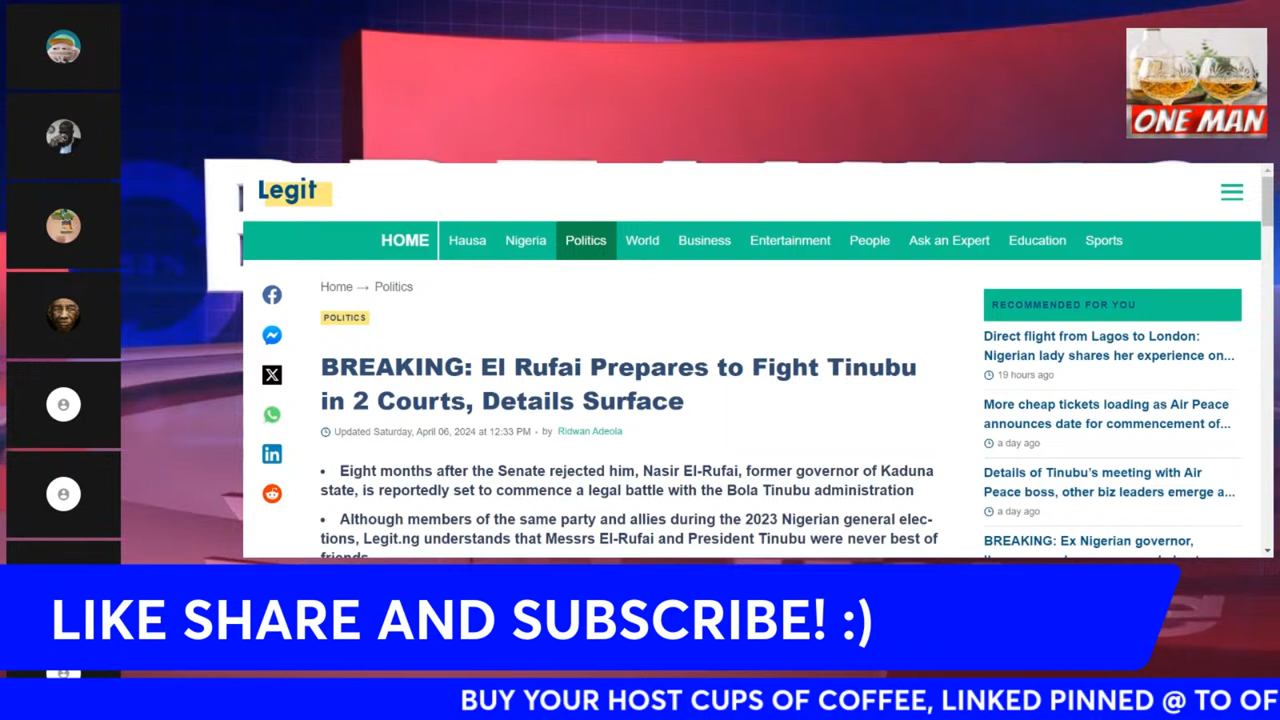 ONE MAN
Legit
HOME Hausa Nigeria Politics World Business Entertainment People Ask an Expert Education Sports
Home → Politics
POLITICS
BREAKING: El Rufai Prepares to Fight Tinubu
in 2 Courts, Details Surface
Updated Saturday, April 06, 2024 at 12:33 PM - by Ridwan Adeola
• Eight months after the Senate rejected him, Nasir El-Rufai, former governor of Kaduna
state, is reportedly set to commence a legal battle with the Bola Tinubu administration
• Although members of the same party and allies during the 2023 Nigerian general elec-
tions, Legit.ng understands that Messrs El-Rufai and President Tinubu were never best of
friends
RECOMMENDED FOR YOU
Direct flight from Lagos to London:
Nigerian lady shares her experience on...
19 hours ago
More cheap tickets loading as Air Peace
announces date for commencement of...
a day ago
Details of Tinubu's meeting with Air
Peace boss, other biz leaders emerge a...
a day ago
BREAKING: Ex Nigerian governor,
LIKE SHARE AND SUBSCRIBE! :)
BUY YOUR HOST CUPS OF COFFEE, LINKED PINNED @ TO OF